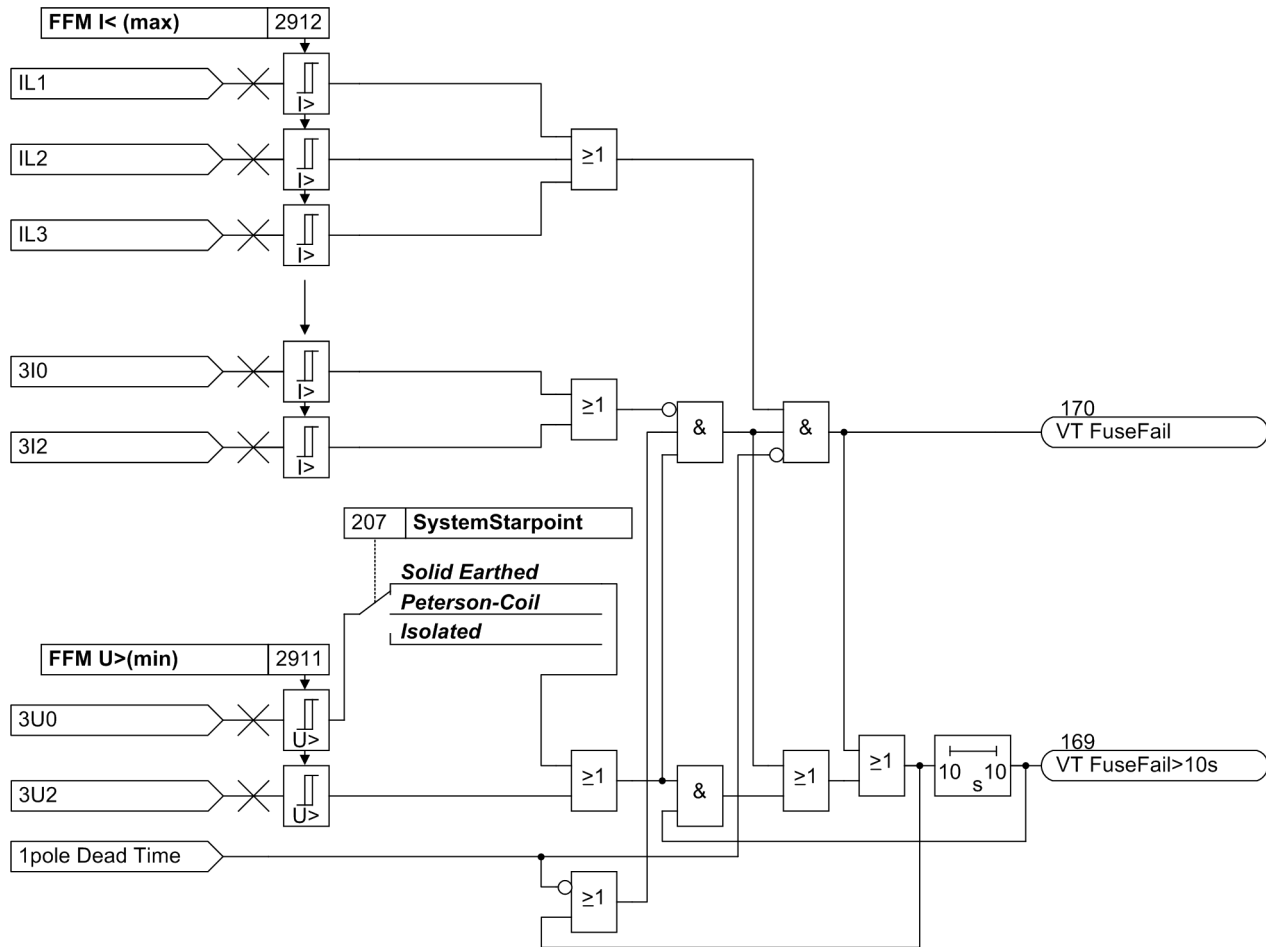 FFM I< (max) 2912
IL1
I>
IL2
I>
≥1
IL3
I>
3I0
I>
≥1
3I2
I>
&
&
170
VT FuseFail
207 SystemStarpoint
Solid Earthed
Peterson-Coil
Isolated
FFM U>(min) 2911
3U0
U>
3U2
U>
≥1
&
≥1
≥1
10 s 10
169
VT FuseFail>10s
1pole Dead Time
≥1